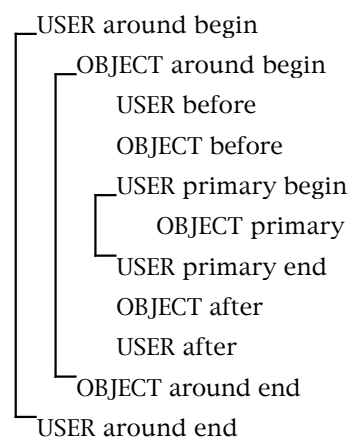 USER around begin
OBJECT around begin
USER before
OBJECT before
USER primary begin
OBJECT primary
USER primary end
OBJECT after
USER after
OBJECT around end
USER around end